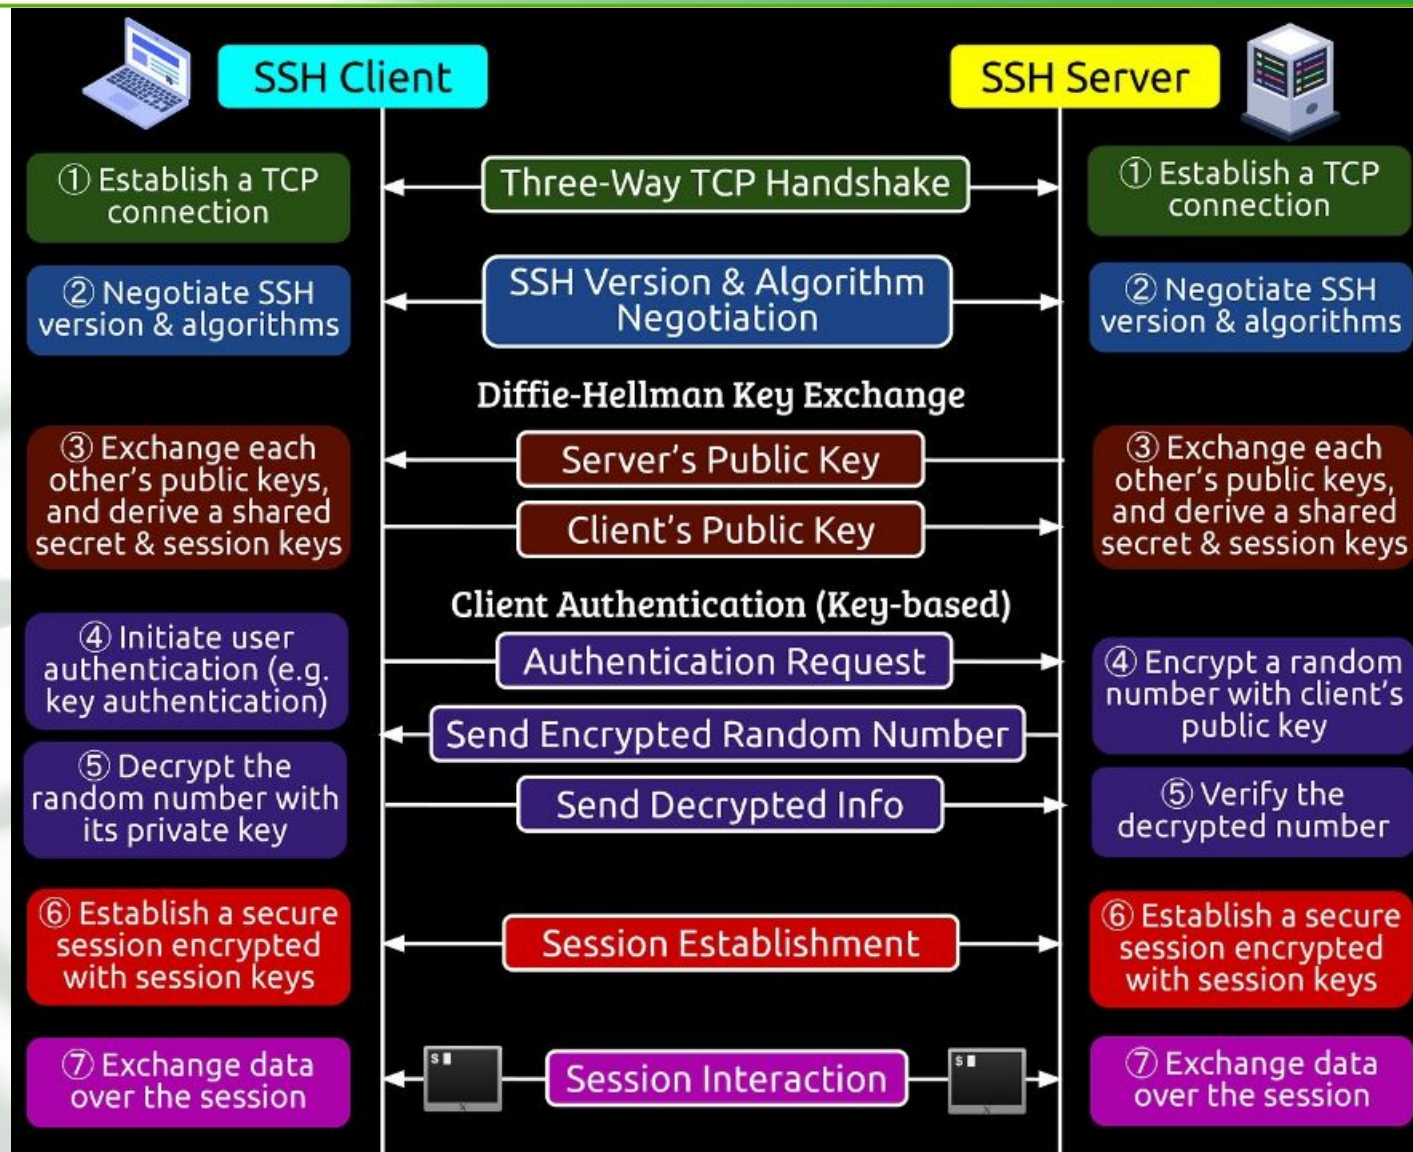 SSH Client
SSH Server
① Establish a TCP
connection
Three-Way TCP Handshake
① Establish a TCP
connection
② Negotiate SSH
version & algorithms
SSH Version & Algorithm
Negotiation
② Negotiate SSH
version & algorithms
Diffie-Hellman Key Exchange
③ Exchange each
other's public keys,
and derive a shared
secret & session keys
Server's Public Key
Client's Public Key
③ Exchange each
other's public keys,
and derive a shared
secret & session keys
Client Authentication (Key-based)
④ Initiate user
authentication (e.g.
key authentication)
Authentication Request
④ Encrypt a random
number with client's
public key
Send Encrypted Random Number
⑤ Decrypt the
random number with
its private key
Send Decrypted Info
⑤ Verify the
decrypted number
⑥ Establish a secure
session encrypted
with session keys
Session Establishment
⑥ Establish a secure
session encrypted
with session keys
⑦ Exchange data
over the session
$
X
Session Interaction
$
X
⑦ Exchange data
over the session